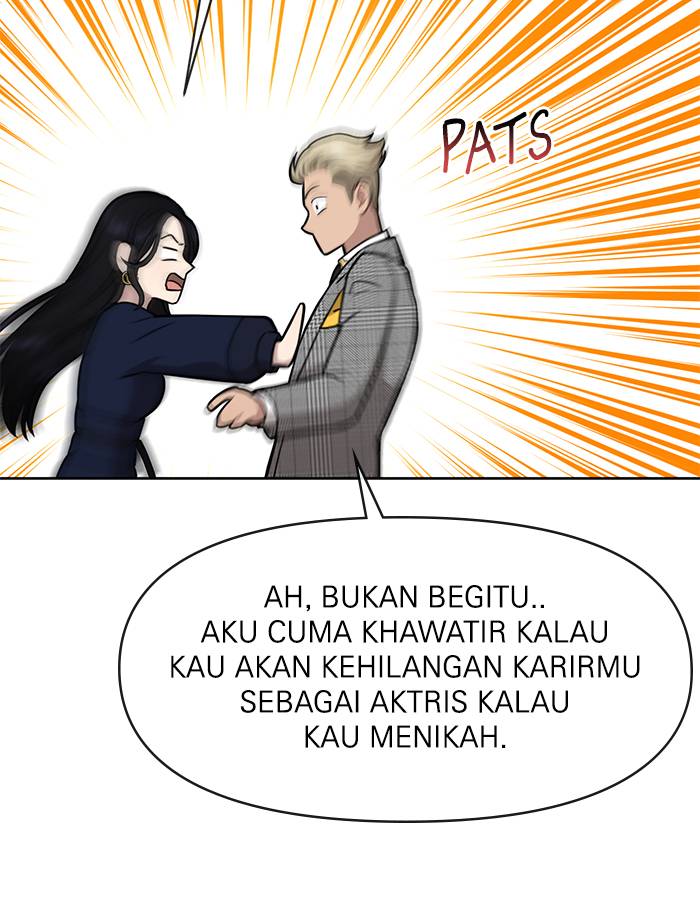 PATS
AH, BUKAN BEGITU..
AKU CUMA KHAWATIR KALAU
KAU AKAN KEHILANGAN KARIRMU
SEBAGAI AKTRIS KALAU
KAU MENIKAH.